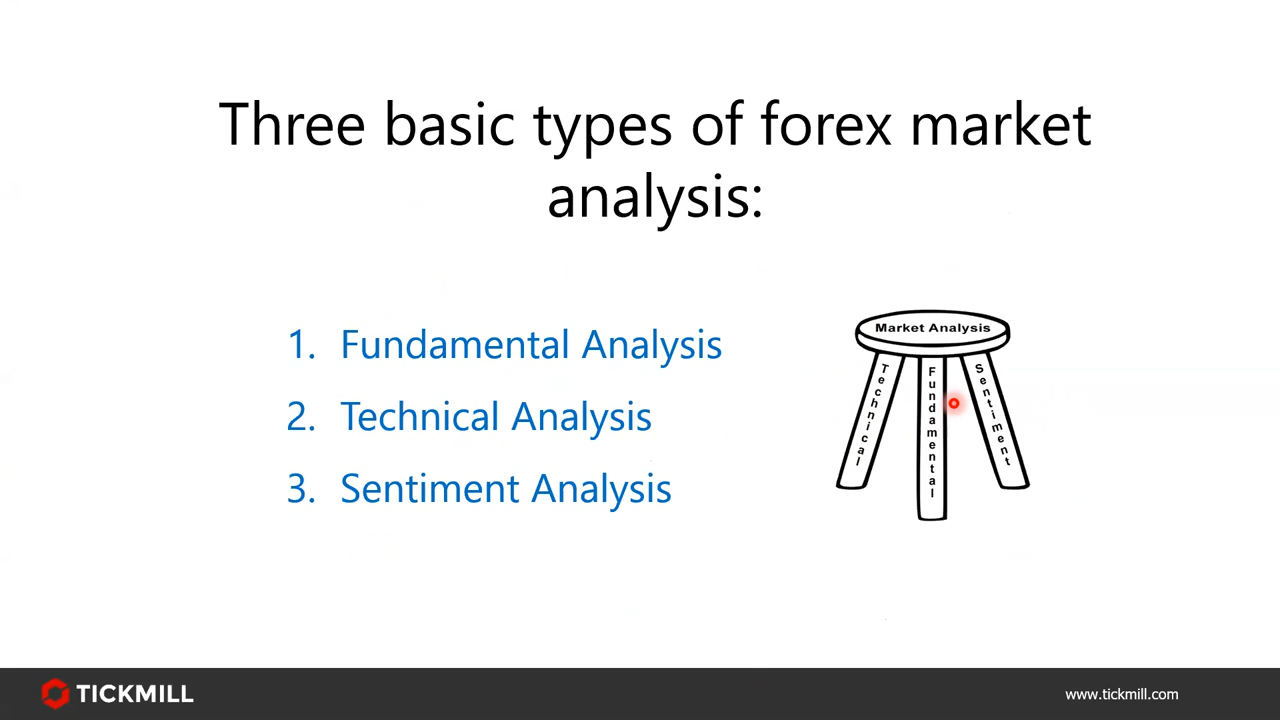 Three basic types of forex market
analysis:
1. Fundamental Analysis
2. Technical Analysis
3. Sentiment Analysis
Market Analysis
Technical
Fundamental
Sentiment
TICKMILL
www.tickmill.com